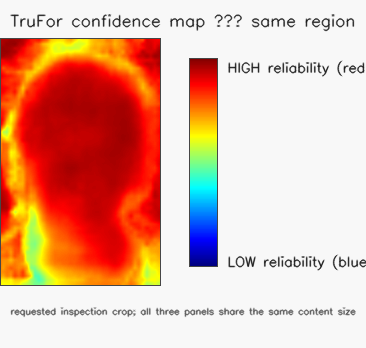 TruFor confidence map ??? same region
HIGH reliability (red
LOW reliability (blue
requested inspection crop; all three panels share the same content size